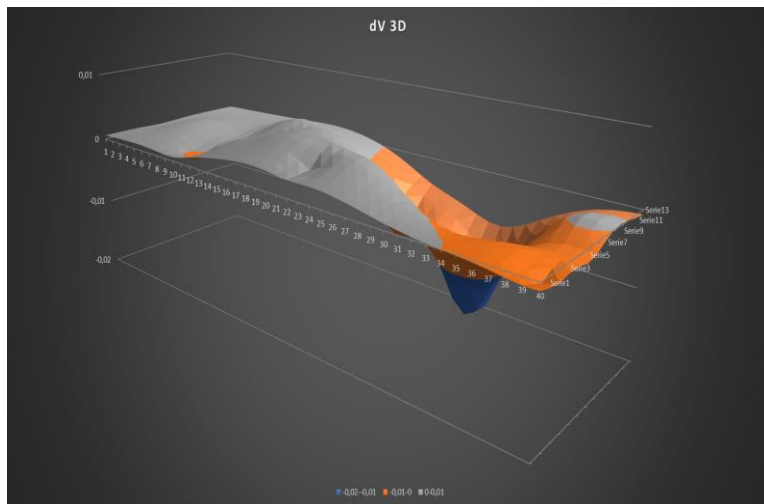 dV 3D
0,01
0
-0,01
-0,02
1 2 3 4 5 6 7 8 9 10 11 12 13 14 15 16 17 18 19 20 21 22 23 24 25 26 27 28 29 30 31 32 33 34 35 36 37 38 39 40
Serie13
Serie11
Serie9
Serie7
Serie5
Serie3
Serie1
-0,02--0,01 -0,01-0 0-0,01